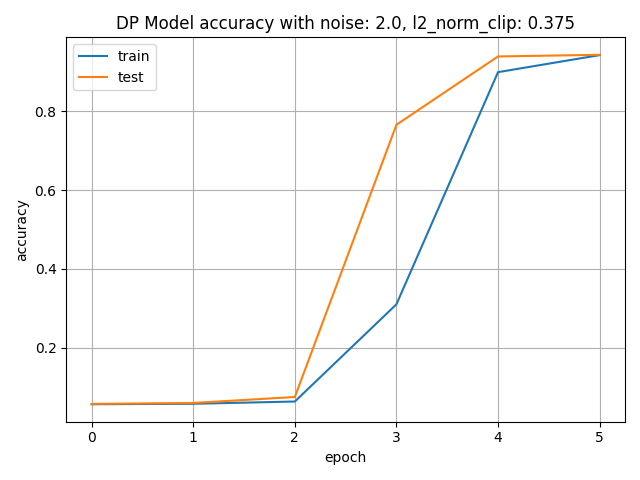 DP Model accuracy with noise: 2.0, l2_norm_clip: 0.375
train
test
accuracy
0.8
0.6
0.4
0.2
0 1 2 3 4 5
epoch